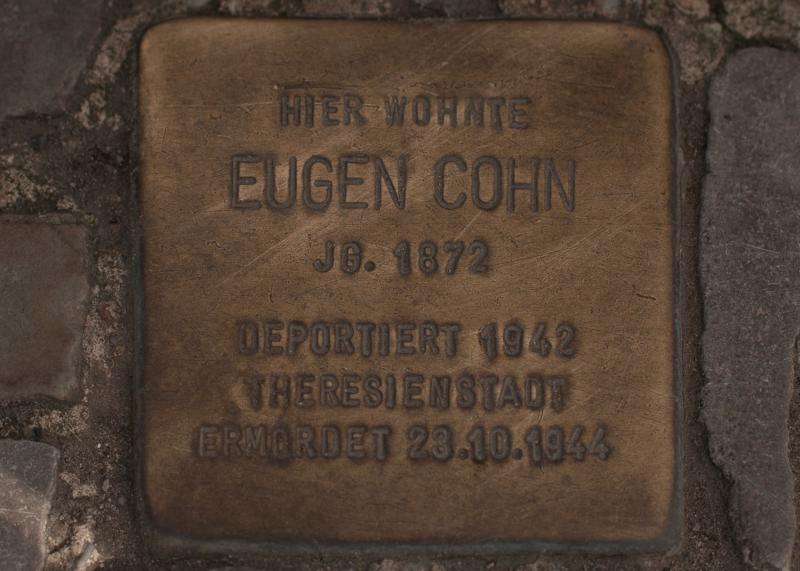 HIER WOHNTE
EUGEN COHN
JG. 1872
DEPORTIERT 1942
THERESIENSTADT
ERMORDET 23.10.1944